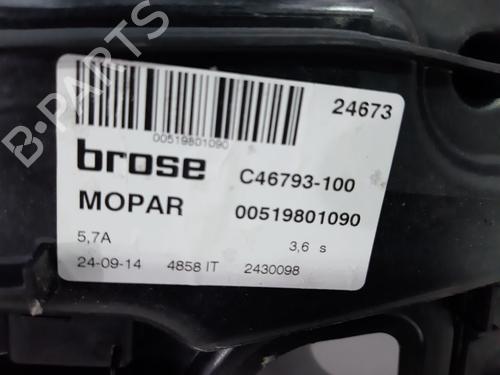 B-PARTS
00519801090
24673
brose C46793-100
MOPAR 00519801090
5,7A 3,6 s
24-09-14 4858 IT 2430098